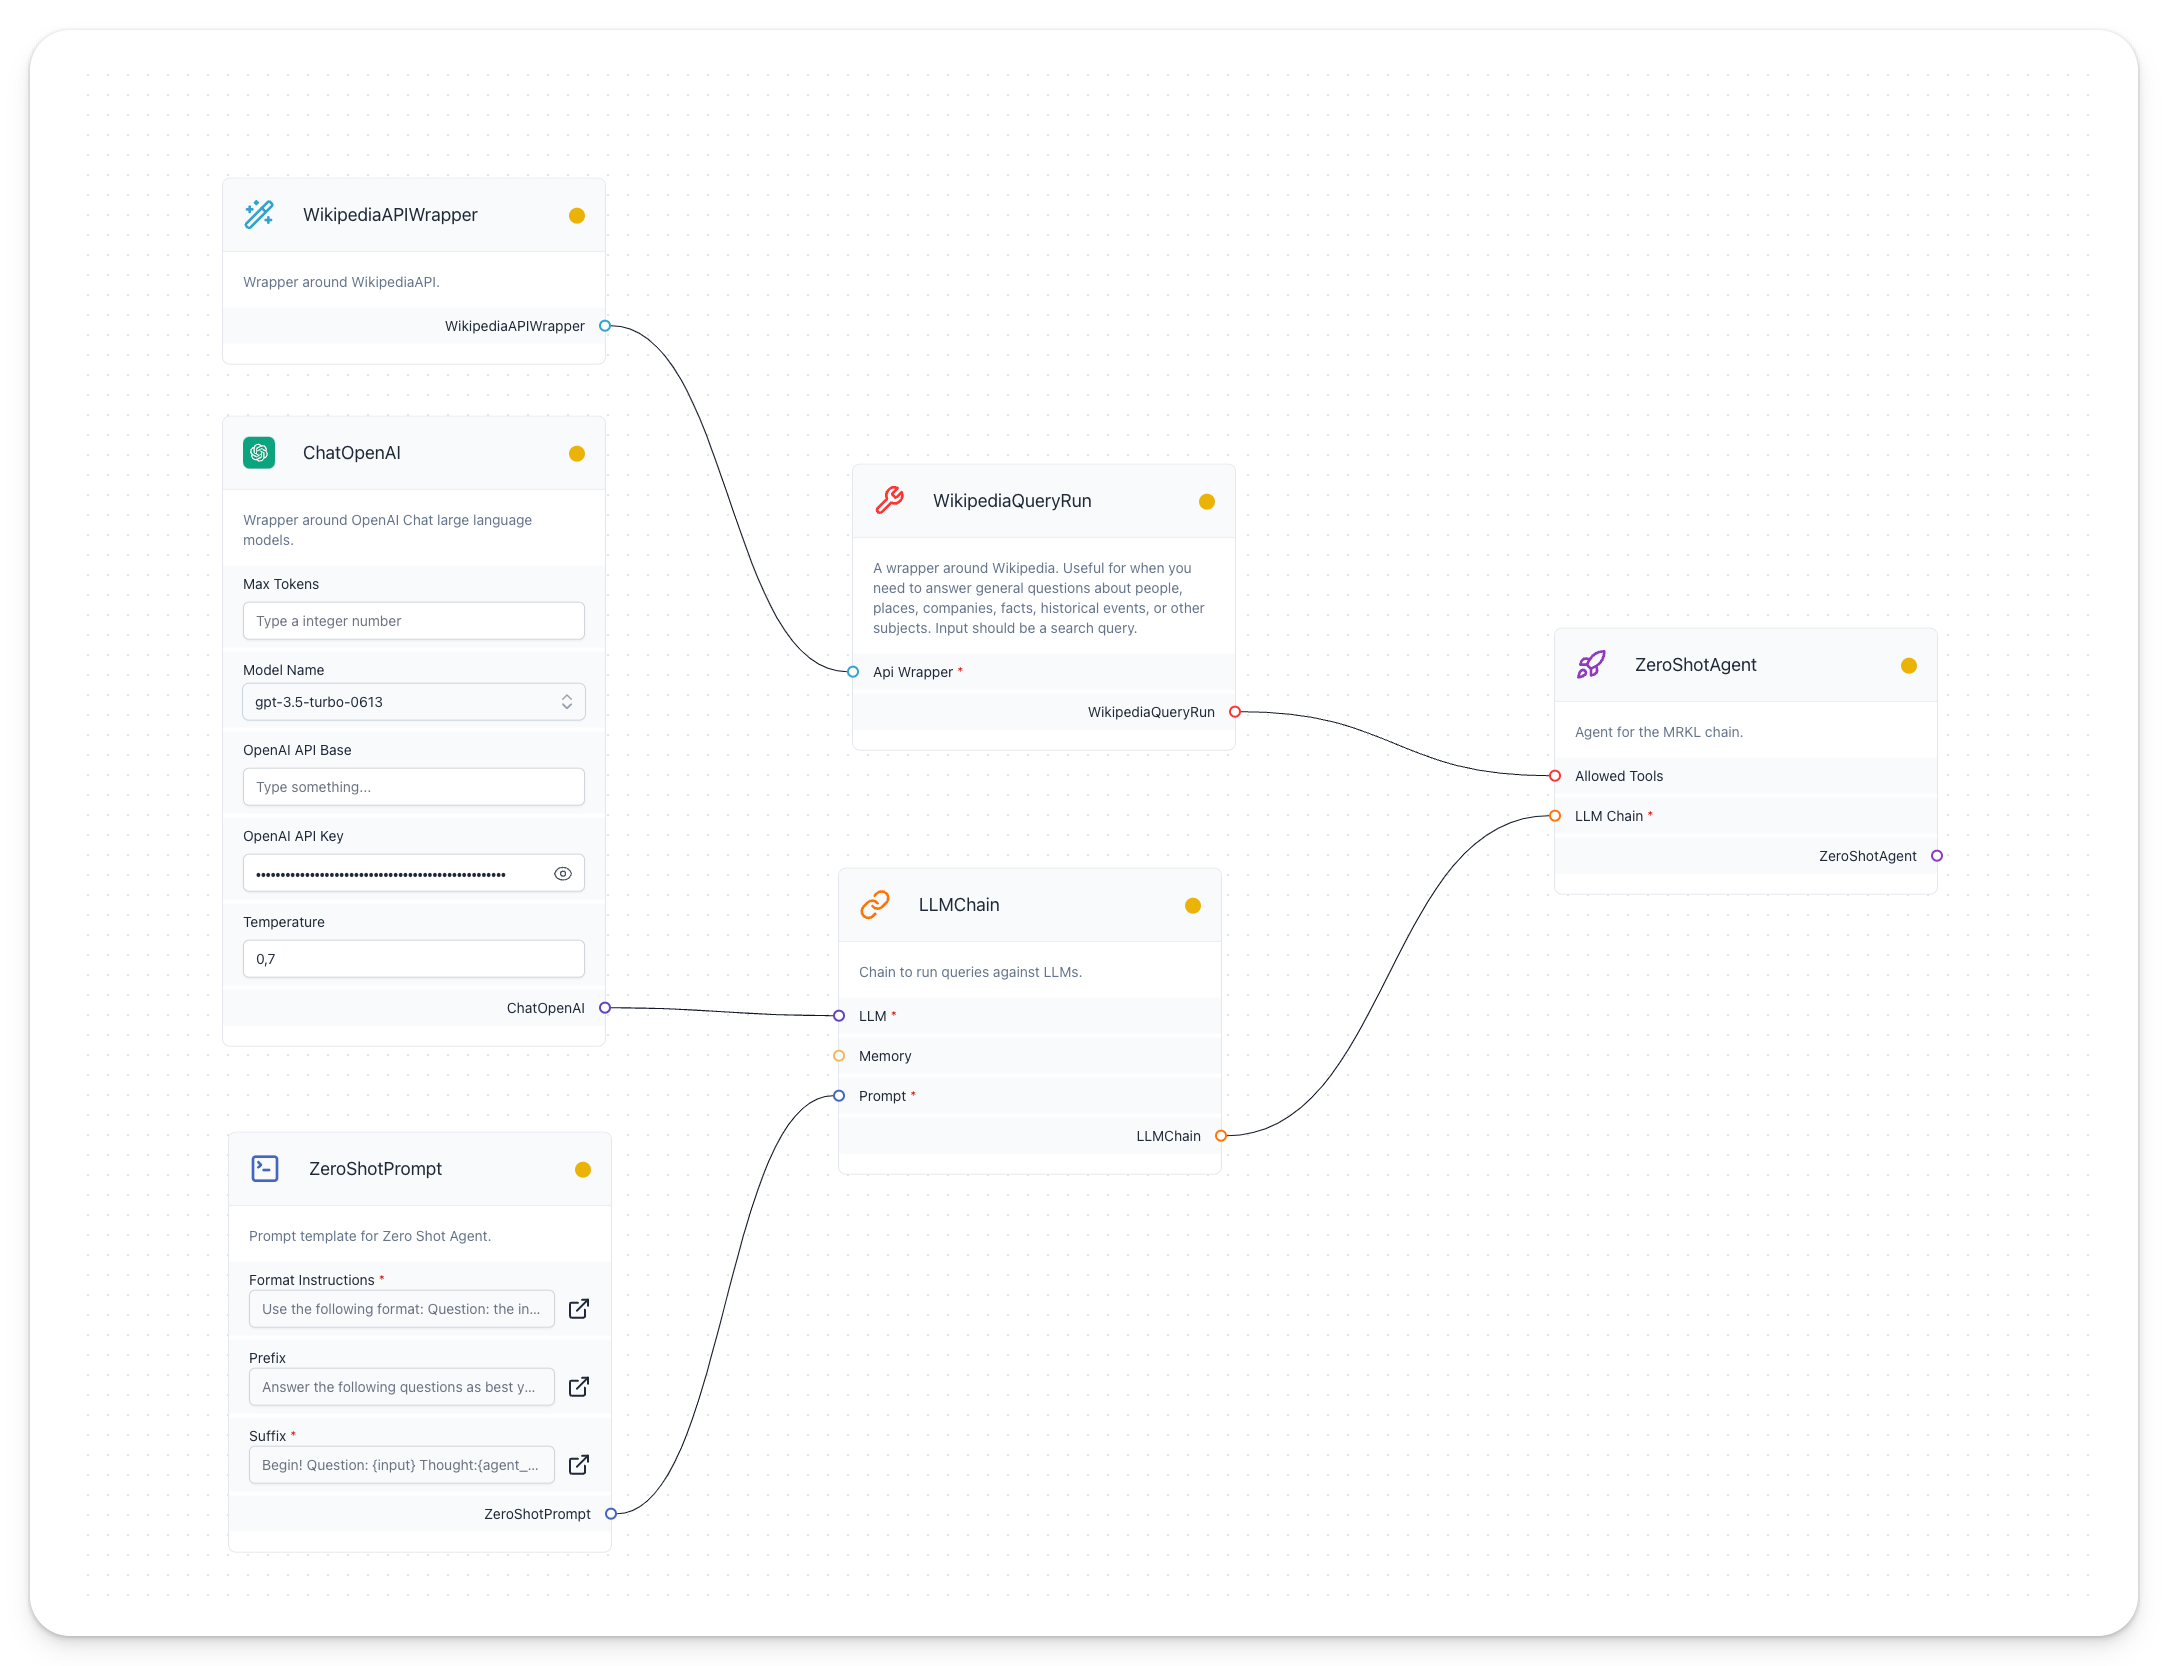 WikipediaAPIWrapper
Wrapper around WikipediaAPI.
WikipediaAPIWrapper
ChatOpenAI
Wrapper around OpenAI Chat large language
models.
Max Tokens
Type a integer number
Model Name
gpt-3.5-turbo-0613
OpenAI API Base
Type something...
OpenAI API Key
Temperature
0,7
ChatOpenAI
ZeroShotPrompt
Prompt template for Zero Shot Agent.
Format Instructions *
Use the following format: Question: the in...
Prefix
Answer the following questions as best y...
Suffix *
Begin! Question: {input} Thought:{agent_...
ZeroShotPrompt
WikipediaQueryRun
A wrapper around Wikipedia. Useful for when you
need to answer general questions about people,
places, companies, facts, historical events, or other
subjects. Input should be a search query.
Api Wrapper *
WikipediaQueryRun
LLMChain
Chain to run queries against LLMs.
LLM *
Memory
Prompt *
LLMChain
ZeroShotAgent
Agent for the MRKL chain.
Allowed Tools
LLM Chain *
ZeroShotAgent